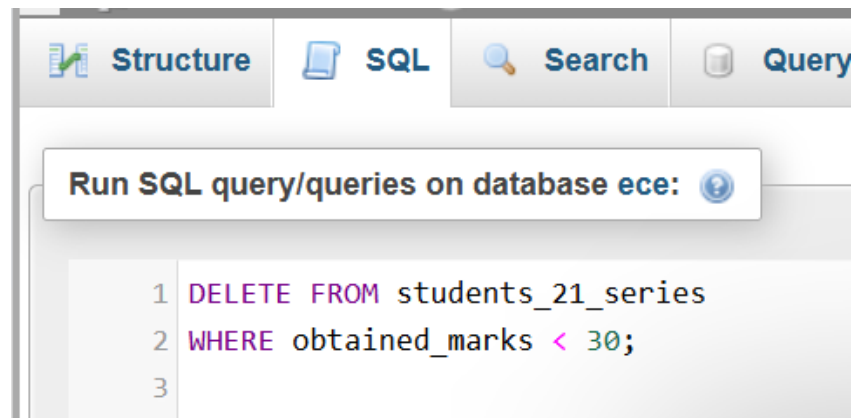 Structure SQL Search Query
Run SQL query/queries on database ece:
1 DELETE FROM students_21_series
2 WHERE obtained_marks < 30;
3